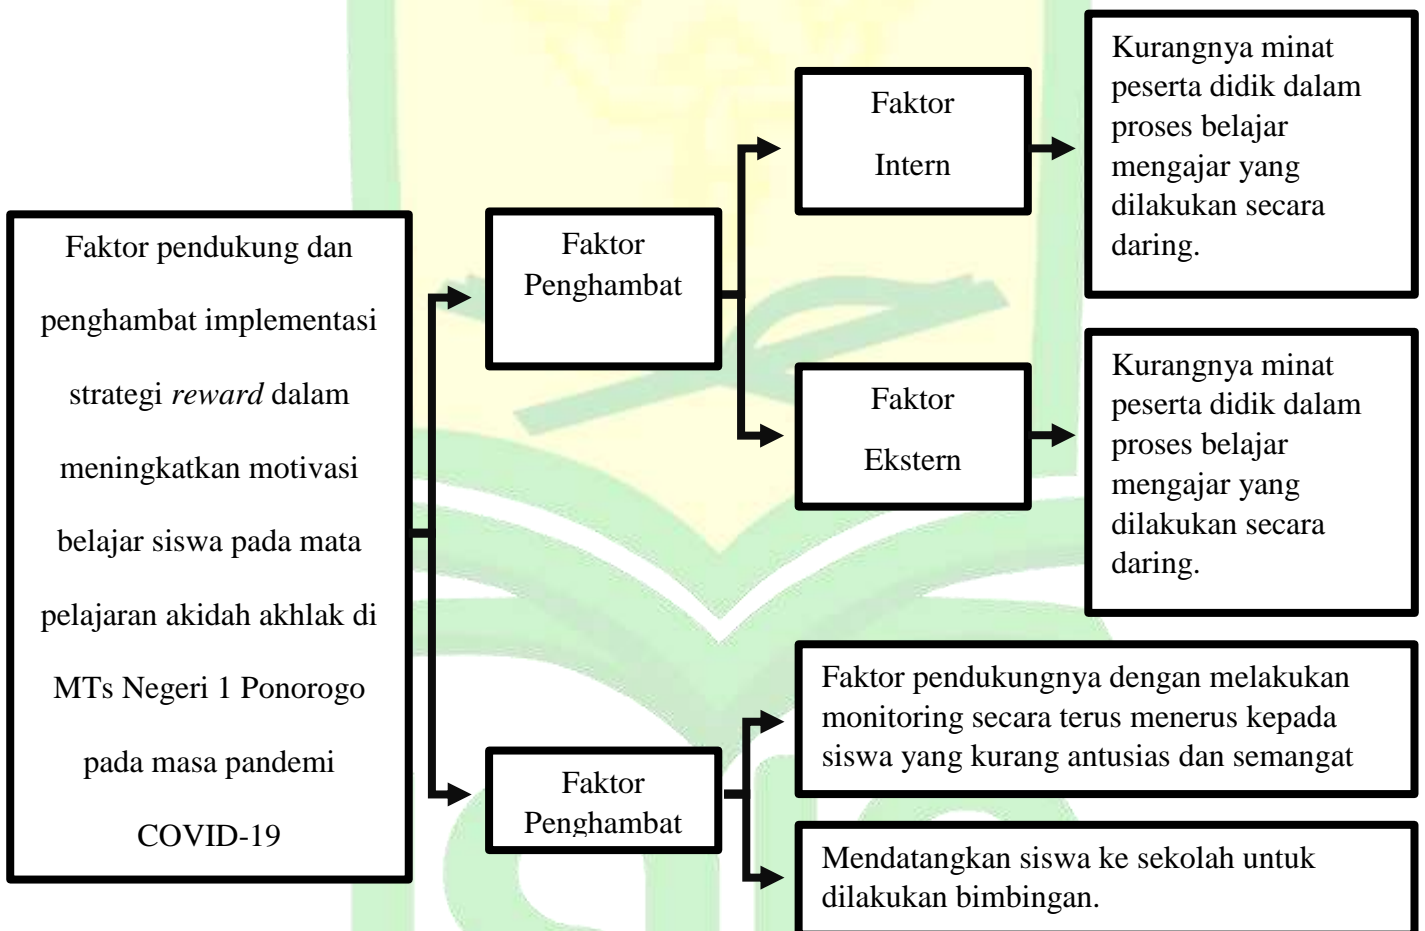 Faktor pendukung dan
penghambat implementasi
strategi reward dalam
meningkatkan motivasi
belajar siswa pada mata
pelajaran akidah akhlak di
MTs Negeri 1 Ponorogo
pada masa pandemi
COVID-19
Faktor
Penghambat
Faktor
Intern
Kurangnya minat
peserta didik dalam
proses belajar
mengajar yang
dilakukan secara
daring.
Faktor
Ekstern
Kurangnya minat
peserta didik dalam
proses belajar
mengajar yang
dilakukan secara
daring.
Faktor
Penghambat
Faktor pendukungnya dengan melakukan
monitoring secara terus menerus kepada
siswa yang kurang antusias dan semangat
Mendatangkan siswa ke sekolah untuk
dilakukan bimbingan.